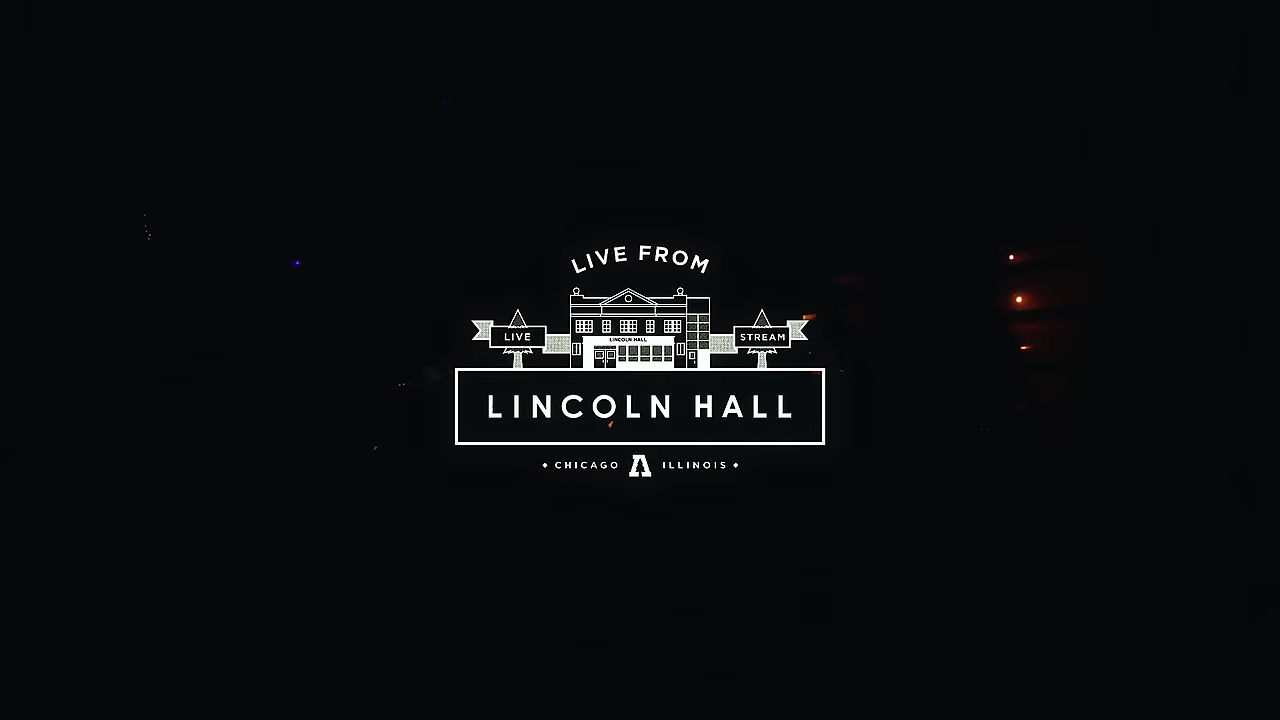 LIVE FROM
LIVE
STREAM
LINCOLN HALL
LINCOLN HALL
CHICAGO ILLINOIS